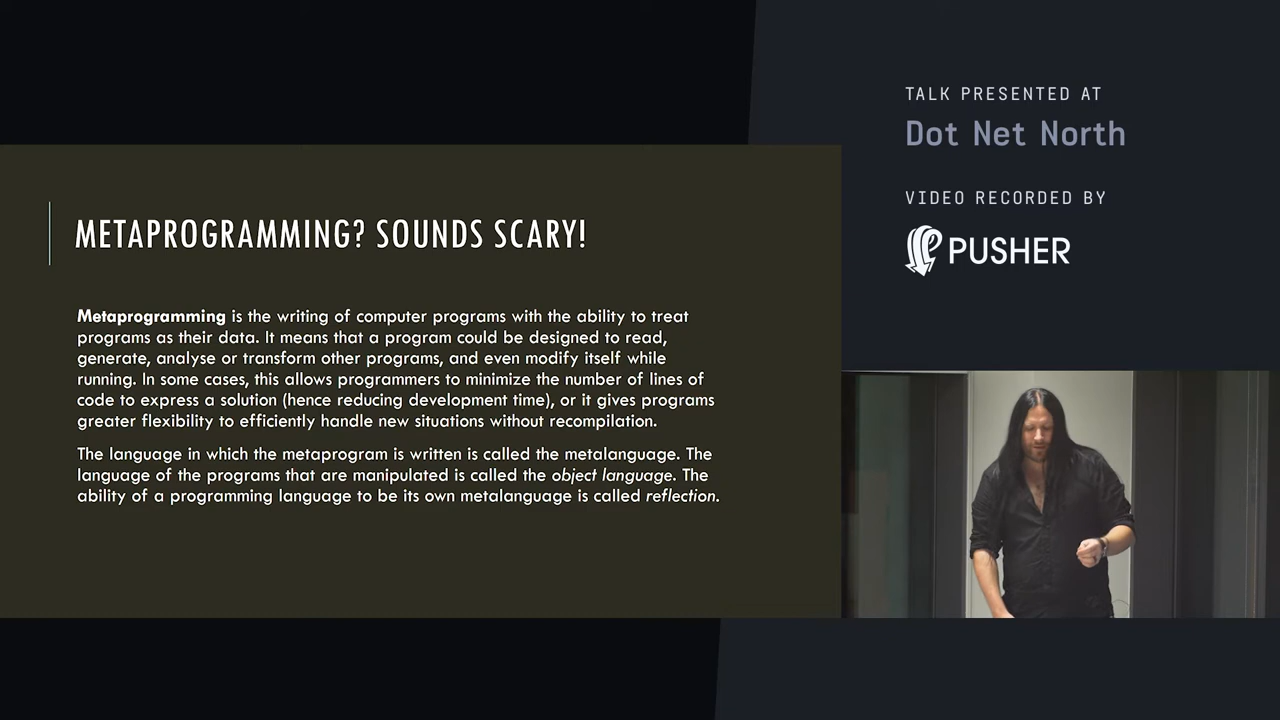 TALK PRESENTED AT
Dot Net North
VIDEO RECORDED BY
PUSHER
METAPROGRAMMING? SOUNDS SCARY!
Metaprogramming is the writing of computer programs with the ability to treat
programs as their data. It means that a program could be designed to read,
generate, analyse or transform other programs, and even modify itself while
running. In some cases, this allows programmers to minimize the number of lines of
code to express a solution (hence reducing development time), or it gives programs
greater flexibility to efficiently handle new situations without recompilation.
The language in which the metaprogram is written is called the metalanguage. The
language of the programs that are manipulated is called the object language. The
ability of a programming language to be its own metalanguage is called reflection.